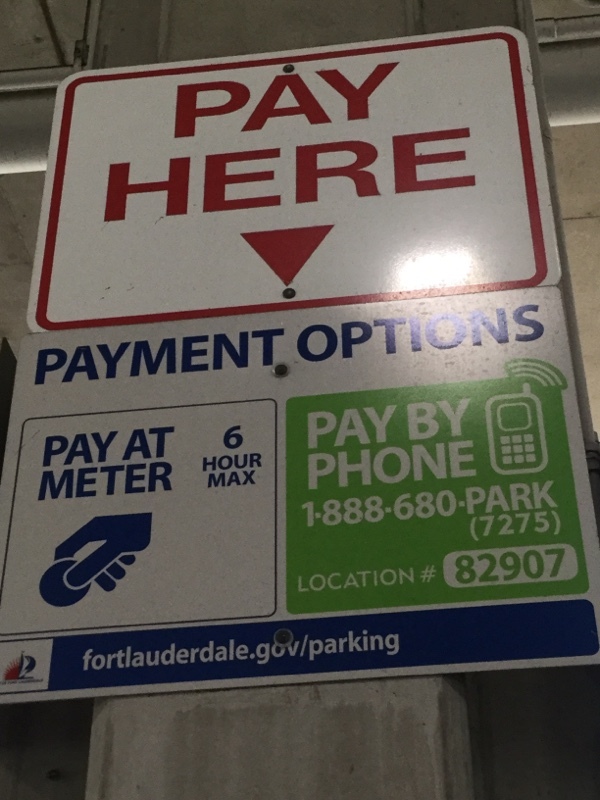 PAY
HERE
PAYMENT OPTIONS
PAY AT
METER
6
HOUR
MAX
PAY BY
PHONE
1-888-680-PARK
(7275)
LOCATION # 82907
fortlauderdale.gov/parking